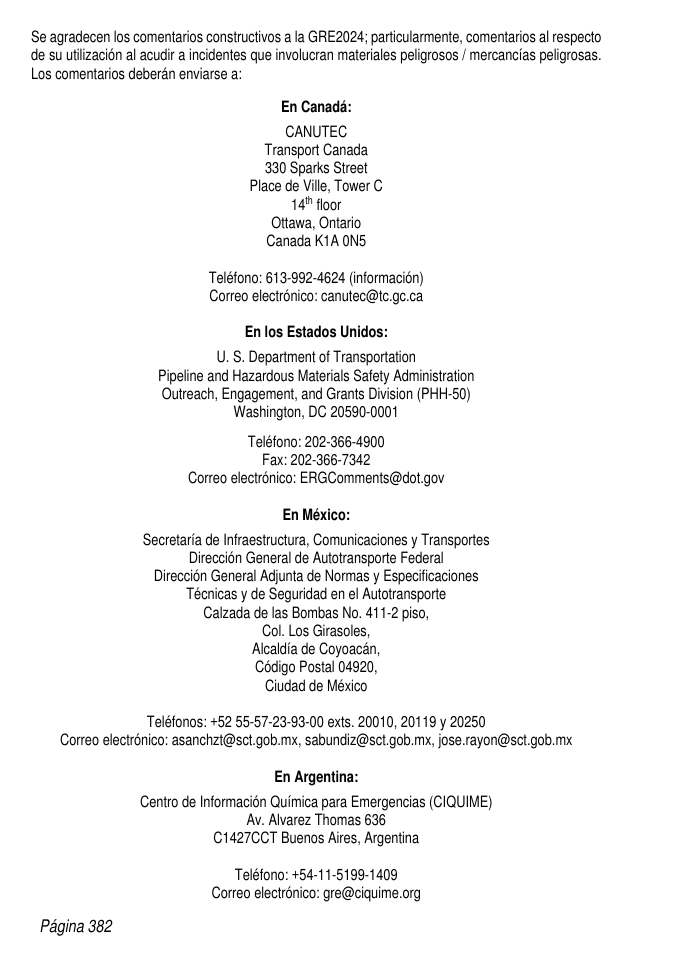 Se agradecen los comentarios constructivos a la GRE2024; particularmente, comentarios al respecto
de su utilización al acudir a incidentes que involucran materiales peligrosos / mercancías peligrosas.
Los comentarios deberán enviarse a:
En Canadá:
CANUTEC
Transport Canada
330 Sparks Street
Place de Ville, Tower C
14th floor
Ottawa, Ontario
Canada K1A 0N5
Teléfono: 613-992-4624 (información)
Correo electrónico: canutec@tc.gc.ca
En los Estados Unidos:
U. S. Department of Transportation
Pipeline and Hazardous Materials Safety Administration
Outreach, Engagement, and Grants Division (PHH-50)
Washington, DC 20590-0001
Teléfono: 202-366-4900
Fax: 202-366-7342
Correo electrónico: ERGComments@dot.gov
En México:
Secretaría de Infraestructura, Comunicaciones y Transportes
Dirección General de Autotransporte Federal
Dirección General Adjunta de Normas y Especificaciones
Técnicas y de Seguridad en el Autotransporte
Calzada de las Bombas No. 411-2 piso,
Col. Los Girasoles,
Alcaldía de Coyoacán,
Código Postal 04920,
Ciudad de México
Teléfonos: +52 55-57-23-93-00 exts. 20010, 20119 y 20250
Correo electrónico: asanchzt@sct.gob.mx, sabundiz@sct.gob.mx, jose.rayon@sct.gob.mx
En Argentina:
Centro de Información Química para Emergencias (CIQUIME)
Av. Alvarez Thomas 636
C1427CCT Buenos Aires, Argentina
Teléfono: +54-11-5199-1409
Correo electrónico: gre@ciquime.org
Página 382